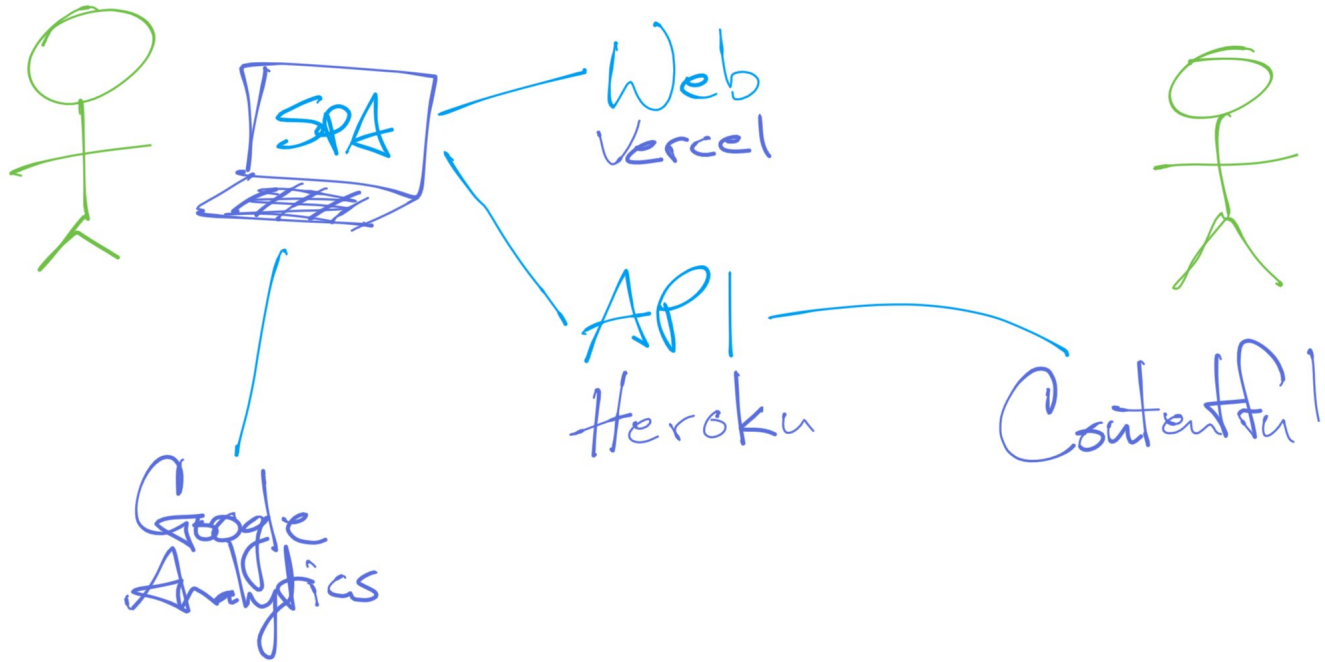 SPA
Web
Vercel
API
Heroku
Contentful
Google
Analytics